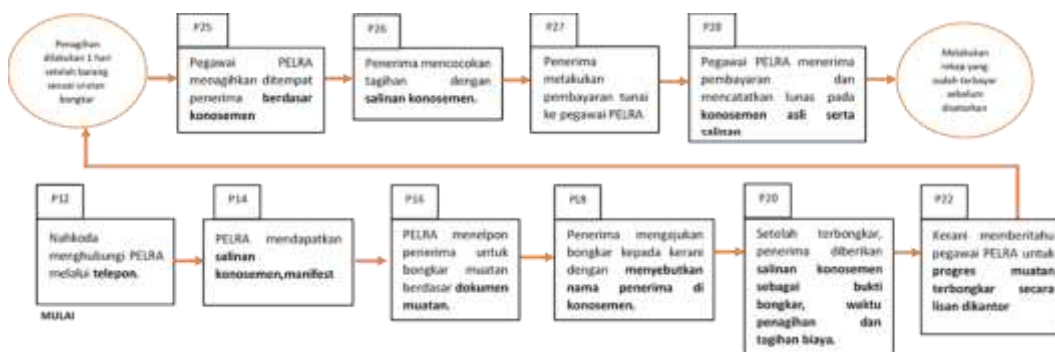 Penagihan
dilakukan 1 hari
setelah barang
sesuai urutan
bongkar
P25
Pegawai PELRA
menagihkan ditempat
penerima berdasar
konosemen
P26
Penerima mencocokan
tagihan dengan
salinan konosemen.
P27
Penerima
melakukan
pembayaran tunai
ke pegawai PELRA
P28
Pegawai PELRA menerima
pembayaran dan
mencatatkan lunas pada
konosemen asli serta
salinan
Melakukan
rekap yang
sudah terbayar
sebelum
disetorkan
P12
Nahkoda
menghubungi PELRA
melalui telepon.
MULAI
P14
PELRA mendapatkan
salinan
konosemen,manifest
P16
PELRA menelpon
penerima untuk
bongkar muatan
berdasar dokumen
muatan.
P18
Penerima mengajukan
bongkar kepada kerani
dengan menyebutkan
nama penerima di
konosemen.
P20
Setelah terbongkar,
penerima diberikan
salinan konosemen
sebagai bukti
bongkar, waktu
penagihan dan
tagihan biaya.
P22
Kerani memberitahu
pegawai PELRA untuk
progres muatan
terbongkar secara
lisan dikantor